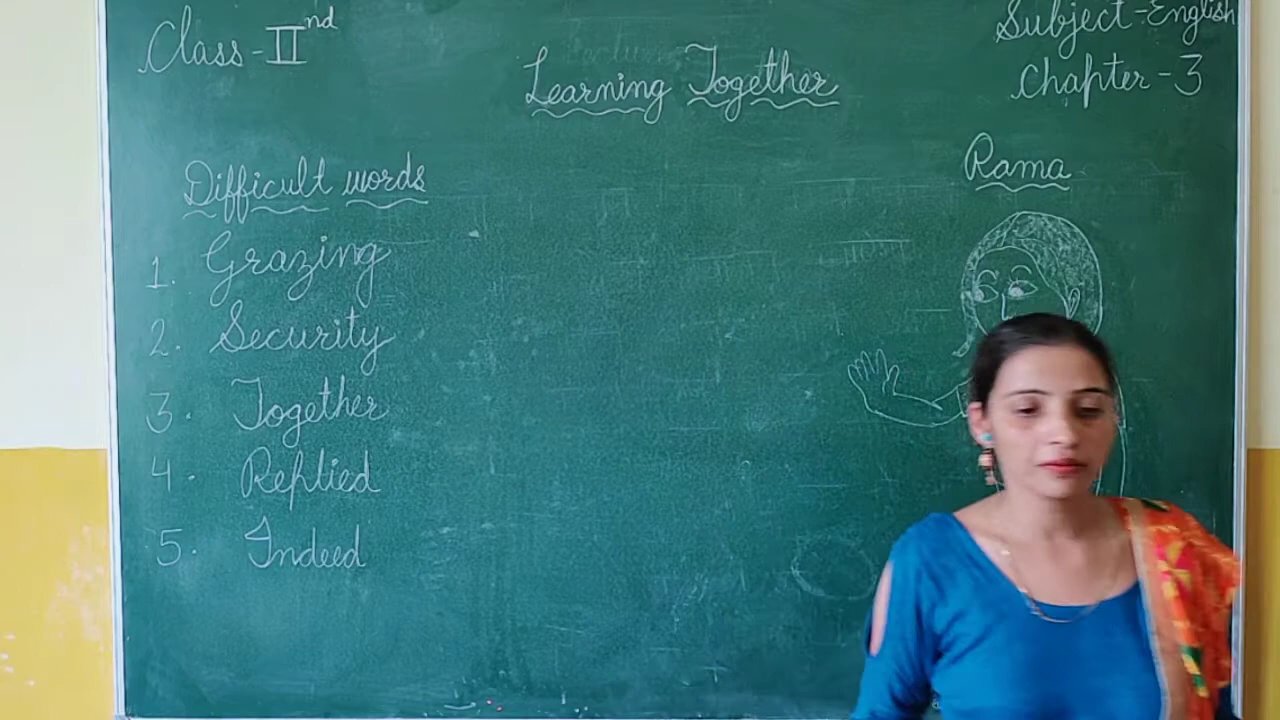 Class-IInd
Subject-English
Chapter-3
Learning Together
Rama
Difficult words
1. Grazing
2. Security
3. Together
4. Replied
5. Indeed